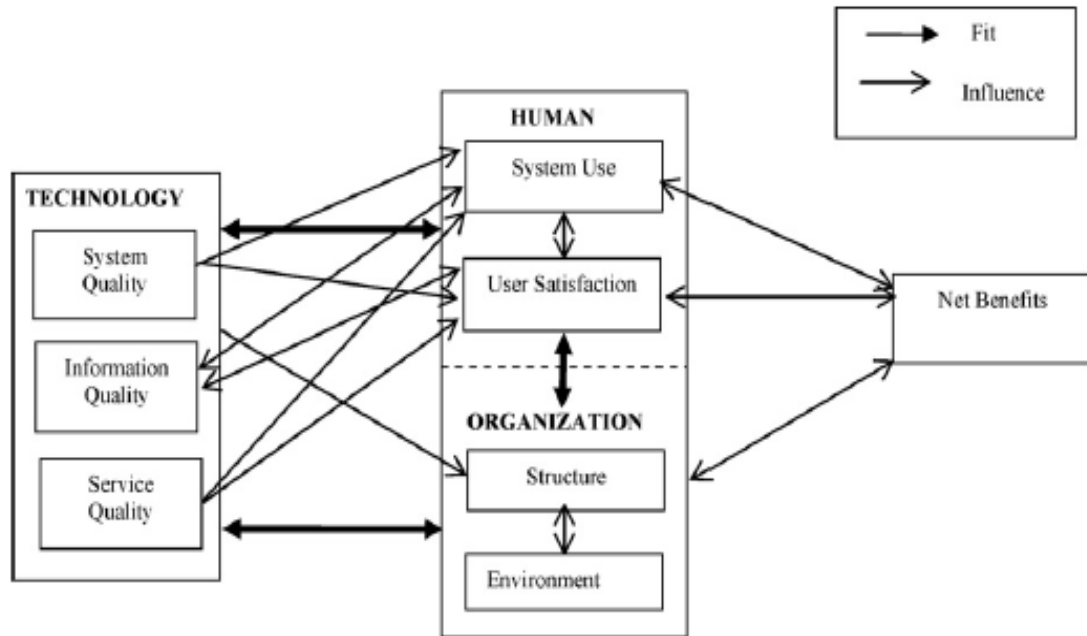 Fit
Influence
HUMAN
System Use
TECHNOLOGY
System
Quality
User Satisfaction
Net Benefits
Information
Quality
ORGANIZATION
Structure
Service
Quality
Environment